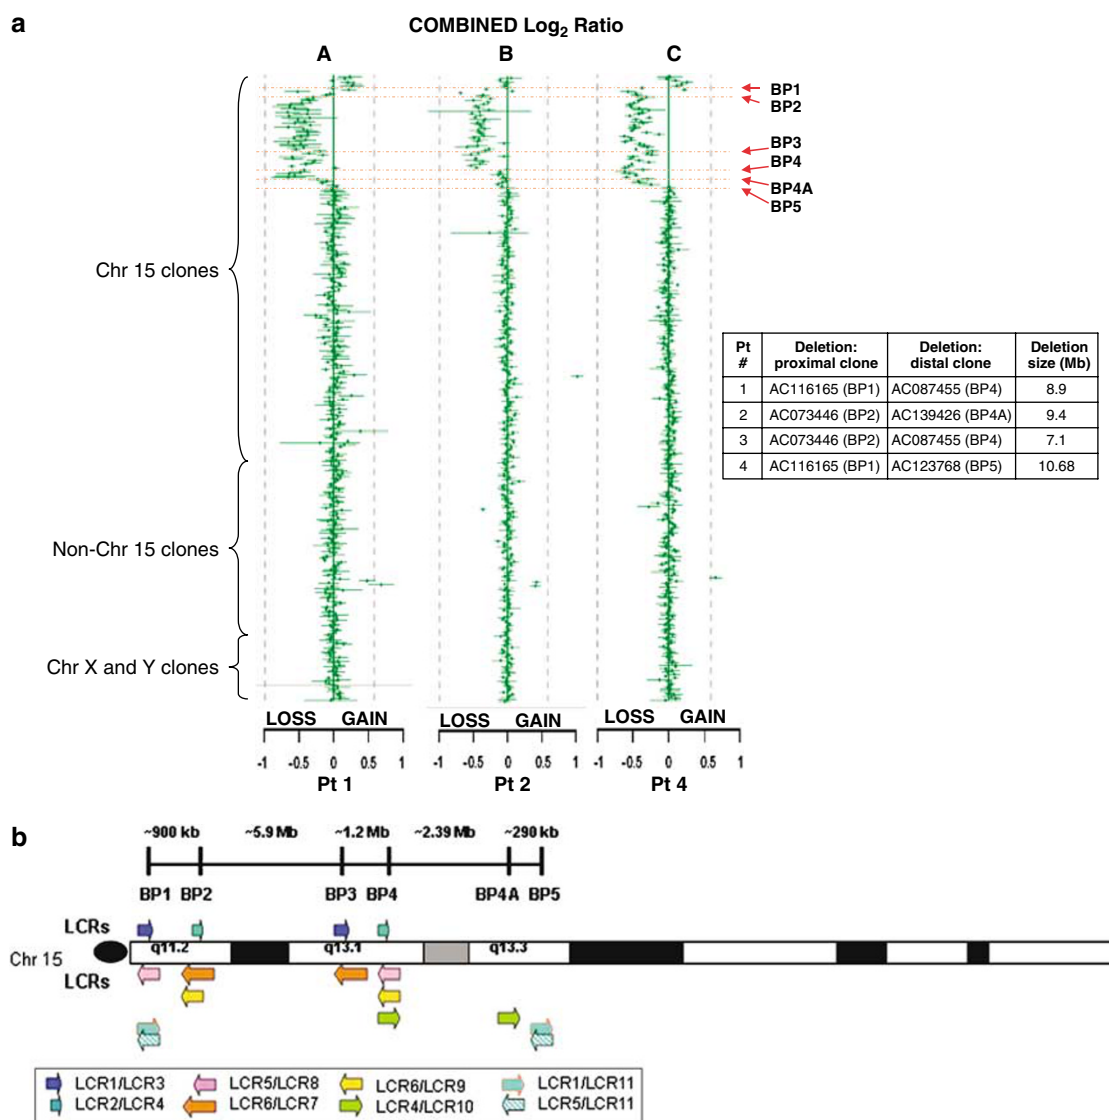 a
COMBINED Log2 Ratio
A B C
BP1
BP2
BP3
BP4
BP4A
BP5
Chr 15 clones
Non-Chr 15 clones
Chr X and Y clones
Pt # Deletion: proximal clone Deletion: distal clone Deletion size (Mb)
1 AC116165 (BP1) AC087455 (BP4) 8.9
2 AC073446 (BP2) AC139426 (BP4A) 9.4
3 AC073446 (BP2) AC087455 (BP4) 7.1
4 AC116165 (BP1) AC123768 (BP5) 10.68
LOSS GAIN LOSS GAIN LOSS GAIN
-1 -0.5 0 0.5 1 -1 -0.5 0 0.5 1 -1 -0.5 0 0.5 1
Pt 1 Pt 2 Pt 4
b
~900 kb ~5.9 Mb ~1.2 Mb ~2.39 Mb ~290 kb
BP1 BP2 BP3 BP4 BP4A BP5
LCRs
q11.2 q13.1 q13.3
Chr 15
LCRs
LCR1/LCR3 LCR5/LCR8 LCR6/LCR9 LCR1/LCR11
LCR2/LCR4 LCR6/LCR7 LCR4/LCR10 LCR5/LCR11